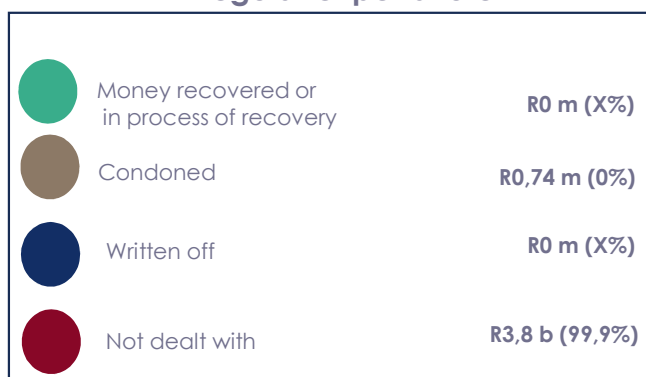 Money recovered or
in process of recovery
R0 m (X%)
Condoned
R0,74 m (0%)
Written off
R0 m (X%)
Not dealt with
R3,8 b (99,9%)